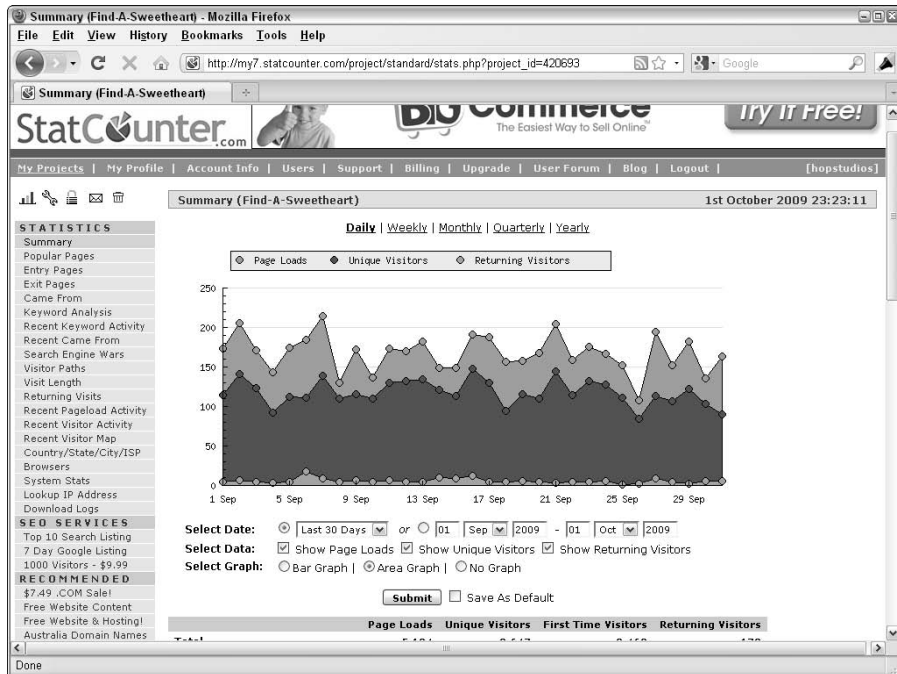 Summary (Find-A-Sweetheart) - Mozilla Firefox
File Edit View History Bookmarks Tools Help
http://my7.statcounter.com/project/standard/stats.php?project_id=420693
Google
Summary (Find-A-Sweetheart)
StatCounter.com
BIG Commerce
The Easiest Way to Sell Online
Try It Free!
My Projects | My Profile | Account Info | Users | Support | Billing | Upgrade | User Forum | Blog | Logout | [hopstudios]
Summary (Find-A-Sweetheart) 1st October 2009 23:23:11
STATISTICS
Summary
Popular Pages
Entry Pages
Exit Pages
Came From
Keyword Analysis
Recent Keyword Activity
Recent Came From
Search Engine Wars
Visitor Paths
Visit Length
Returning Visits
Recent Pageload Activity
Recent Visitor Activity
Recent Visitor Map
Country/State/City/ISP
Browsers
System Stats
Lookup IP Address
Download Logs
SEO SERVICES
Top 10 Search Listing
7 Day Google Listing
1000 Visitors - $9.99
RECOMMENDED
$7.49 .COM Sale!
Free Website Content
Free Website & Hosting!
Australia Domain Names
Daily | Weekly | Monthly | Quarterly | Yearly
Page Loads Unique Visitors Returning Visitors
250
200
150
100
50
0
1 Sep 5 Sep 9 Sep 13 Sep 17 Sep 21 Sep 25 Sep 29 Sep
Select Date: Last 30 Days or 01 Sep 2009 - 01 Oct 2009
Select Data: Show Page Loads Show Unique Visitors Show Returning Visitors
Select Graph: Bar Graph | Area Graph | No Graph
Submit Save As Default
Page Loads Unique Visitors First Time Visitors Returning Visitors
Total
Done